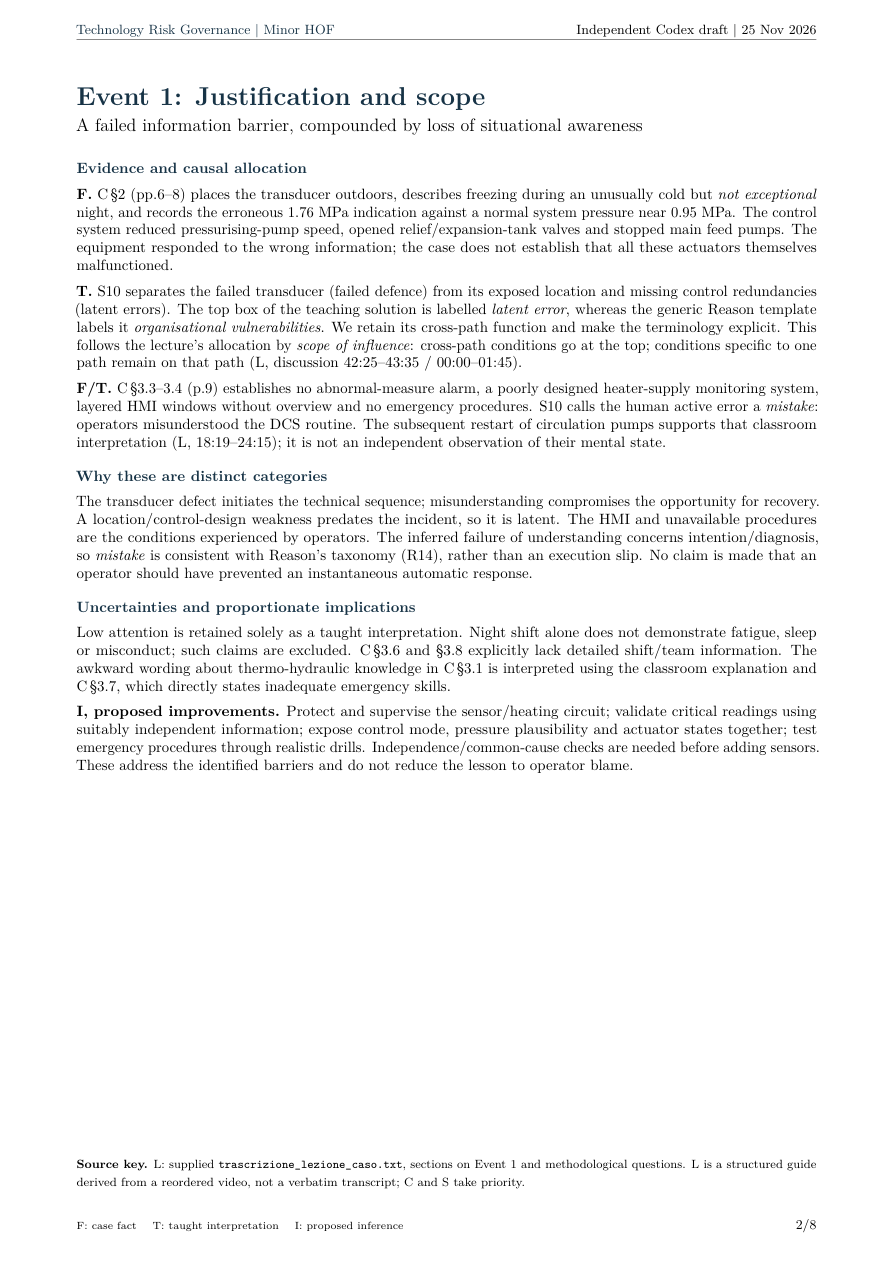 Technology Risk Governance | Minor HOF
Independent Codex draft | 25 Nov 2026
Event 1: Justification and scope
A failed information barrier, compounded by loss of situational awareness
Evidence and causal allocation
F. C §2 (pp.6–8) places the transducer outdoors, describes freezing during an unusually cold but not exceptional
night, and records the erroneous 1.76 MPa indication against a normal system pressure near 0.95 MPa. The control
system reduced pressurising-pump speed, opened relief/expansion-tank valves and stopped main feed pumps. The
equipment responded to the wrong information; the case does not establish that all these actuators themselves
malfunctioned.
T. S10 separates the failed transducer (failed defence) from its exposed location and missing control redundancies
(latent errors). The top box of the teaching solution is labelled latent error, whereas the generic Reason template
labels it organisational vulnerabilities. We retain its cross-path function and make the terminology explicit. This
follows the lecture's allocation by scope of influence: cross-path conditions go at the top; conditions specific to one
path remain on that path (L, discussion 42:25–43:35 / 00:00–01:45).
F/T. C §3.3–3.4 (p.9) establishes no abnormal-measure alarm, a poorly designed heater-supply monitoring system,
layered HMI windows without overview and no emergency procedures. S10 calls the human active error a mistake:
operators misunderstood the DCS routine. The subsequent restart of circulation pumps supports that classroom
interpretation (L, 18:19–24:15); it is not an independent observation of their mental state.
Why these are distinct categories
The transducer defect initiates the technical sequence; misunderstanding compromises the opportunity for recovery.
A location/control-design weakness predates the incident, so it is latent. The HMI and unavailable procedures
are the conditions experienced by operators. The inferred failure of understanding concerns intention/diagnosis,
so mistake is consistent with Reason's taxonomy (R14), rather than an execution slip. No claim is made that an
operator should have prevented an instantaneous automatic response.
Uncertainties and proportionate implications
Low attention is retained solely as a taught interpretation. Night shift alone does not demonstrate fatigue, sleep
or misconduct; such claims are excluded. C §3.6 and §3.8 explicitly lack detailed shift/team information. The
awkward wording about thermo-hydraulic knowledge in C §3.1 is interpreted using the classroom explanation and
C §3.7, which directly states inadequate emergency skills.
I, proposed improvements. Protect and supervise the sensor/heating circuit; validate critical readings using
suitably independent information; expose control mode, pressure plausibility and actuator states together; test
emergency procedures through realistic drills. Independence/common-cause checks are needed before adding sensors.
These address the identified barriers and do not reduce the lesson to operator blame.
Source key. L: supplied trascrizione_lezione_caso.txt, sections on Event 1 and methodological questions. L is a structured guide
derived from a reordered video, not a verbatim transcript; C and S take priority.
F: case fact T: taught interpretation I: proposed inference
2/8